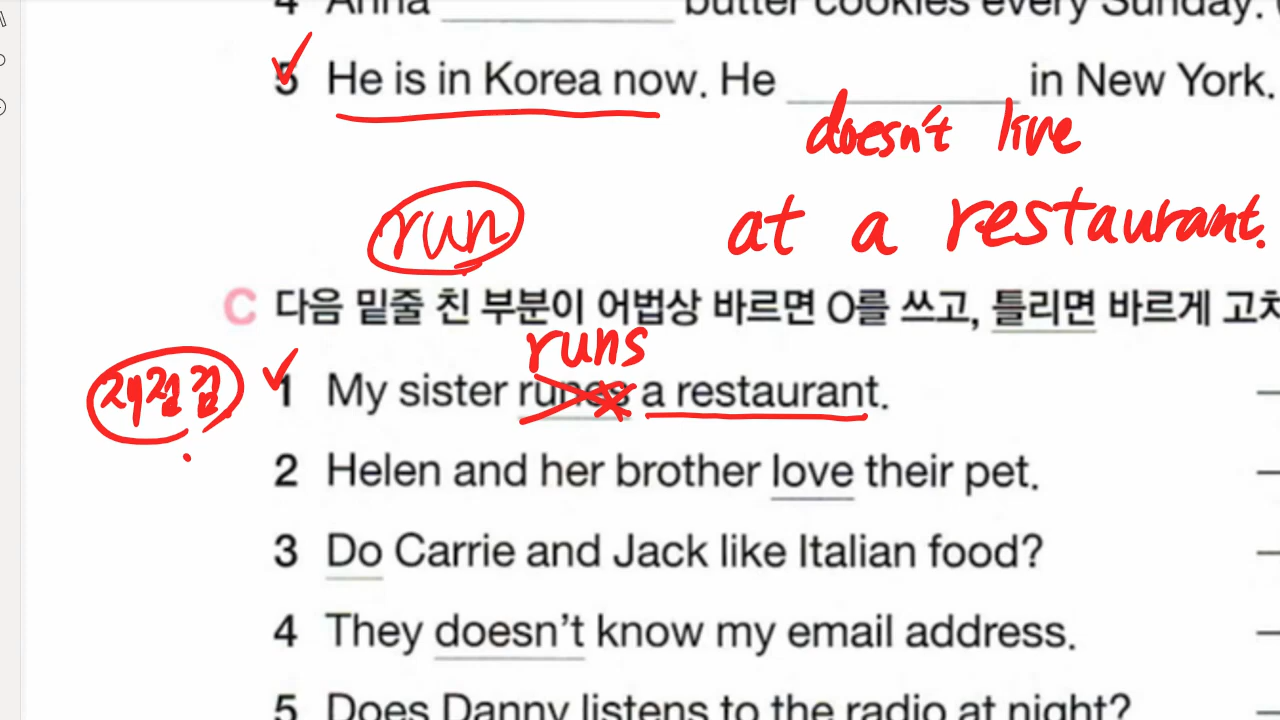 4 Anna ________ butter cookies every Sunday.
5 He is in Korea now. He ________ in New York.
doesn't live
run at a restaurant.
C 다음 밑줄 친 부분이 어법상 바르면 O를 쓰고, 틀리면 바르게 고치
runs
1 My sister runes a restaurant.
2 Helen and her brother love their pet.
3 Do Carrie and Jack like Italian food?
4 They doesn't know my email address.
5 Does Danny listens to the radio at night?